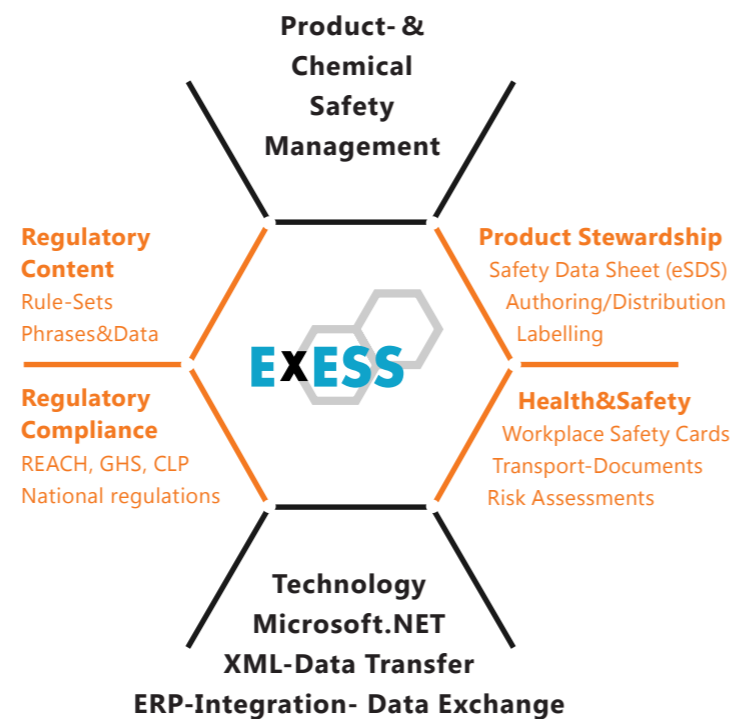 Product- &
Chemical
Safety
Management
Regulatory
Content
Rule-Sets
Phrases&Data
Product Stewardship
Safety Data Sheet (eSDS)
Authoring/Distribution
Labelling
ExESS
Regulatory
Compliance
REACH, GHS, CLP
National regulations
Health&Safety
Workplace Safety Cards
Transport-Documents
Risk Assessments
Technology
Microsoft.NET
XML-Data Transfer
ERP-Integration- Data Exchange